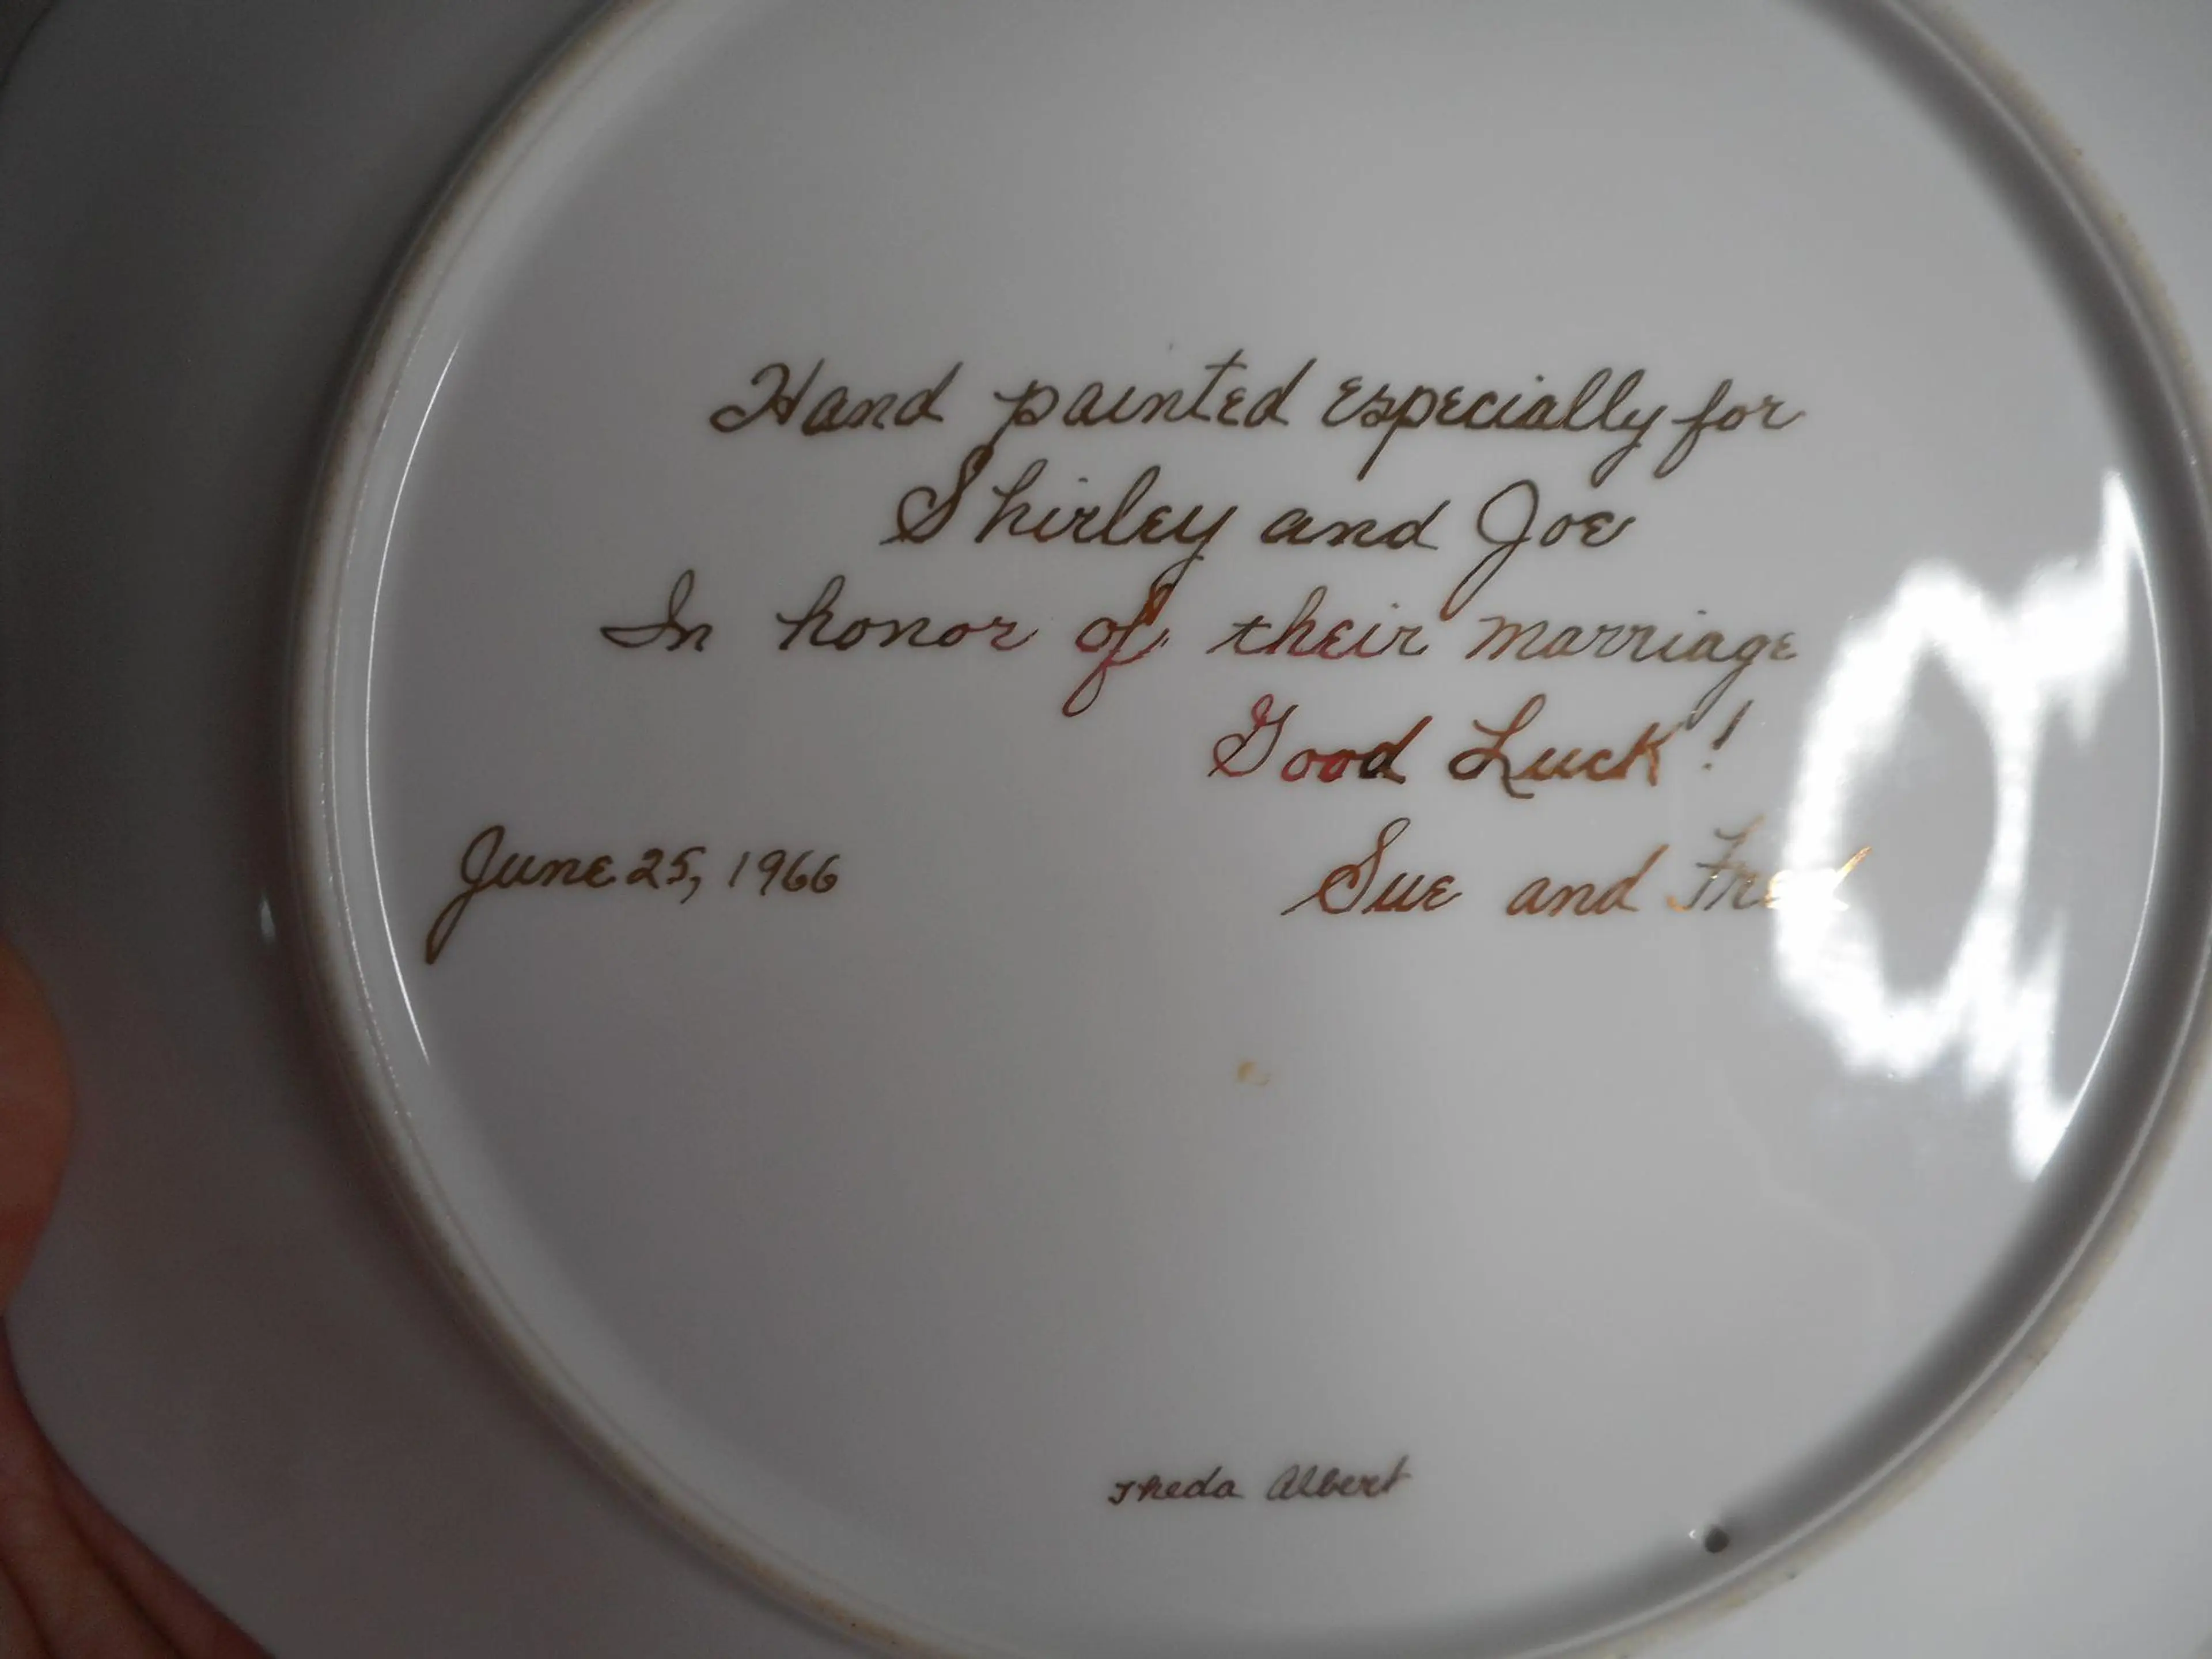 Hand painted especially for
Shirley and Joe
In honor of their marriage
Good Luck!
June 25, 1966 Sue and Fred
Theda Albert